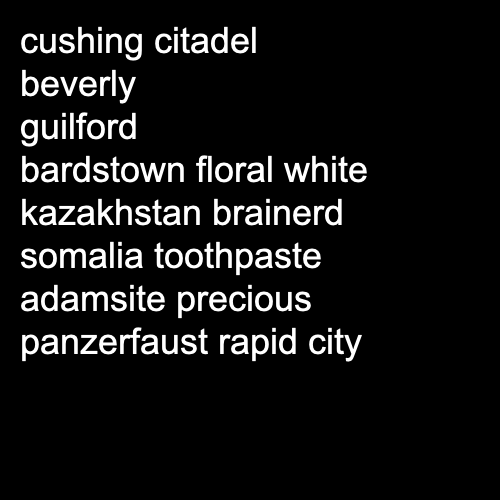 cushing citadel
beverly
guilford
bardstown floral white
kazakhstan brainerd
somalia toothpaste
adamsite precious
panzerfaust rapid city